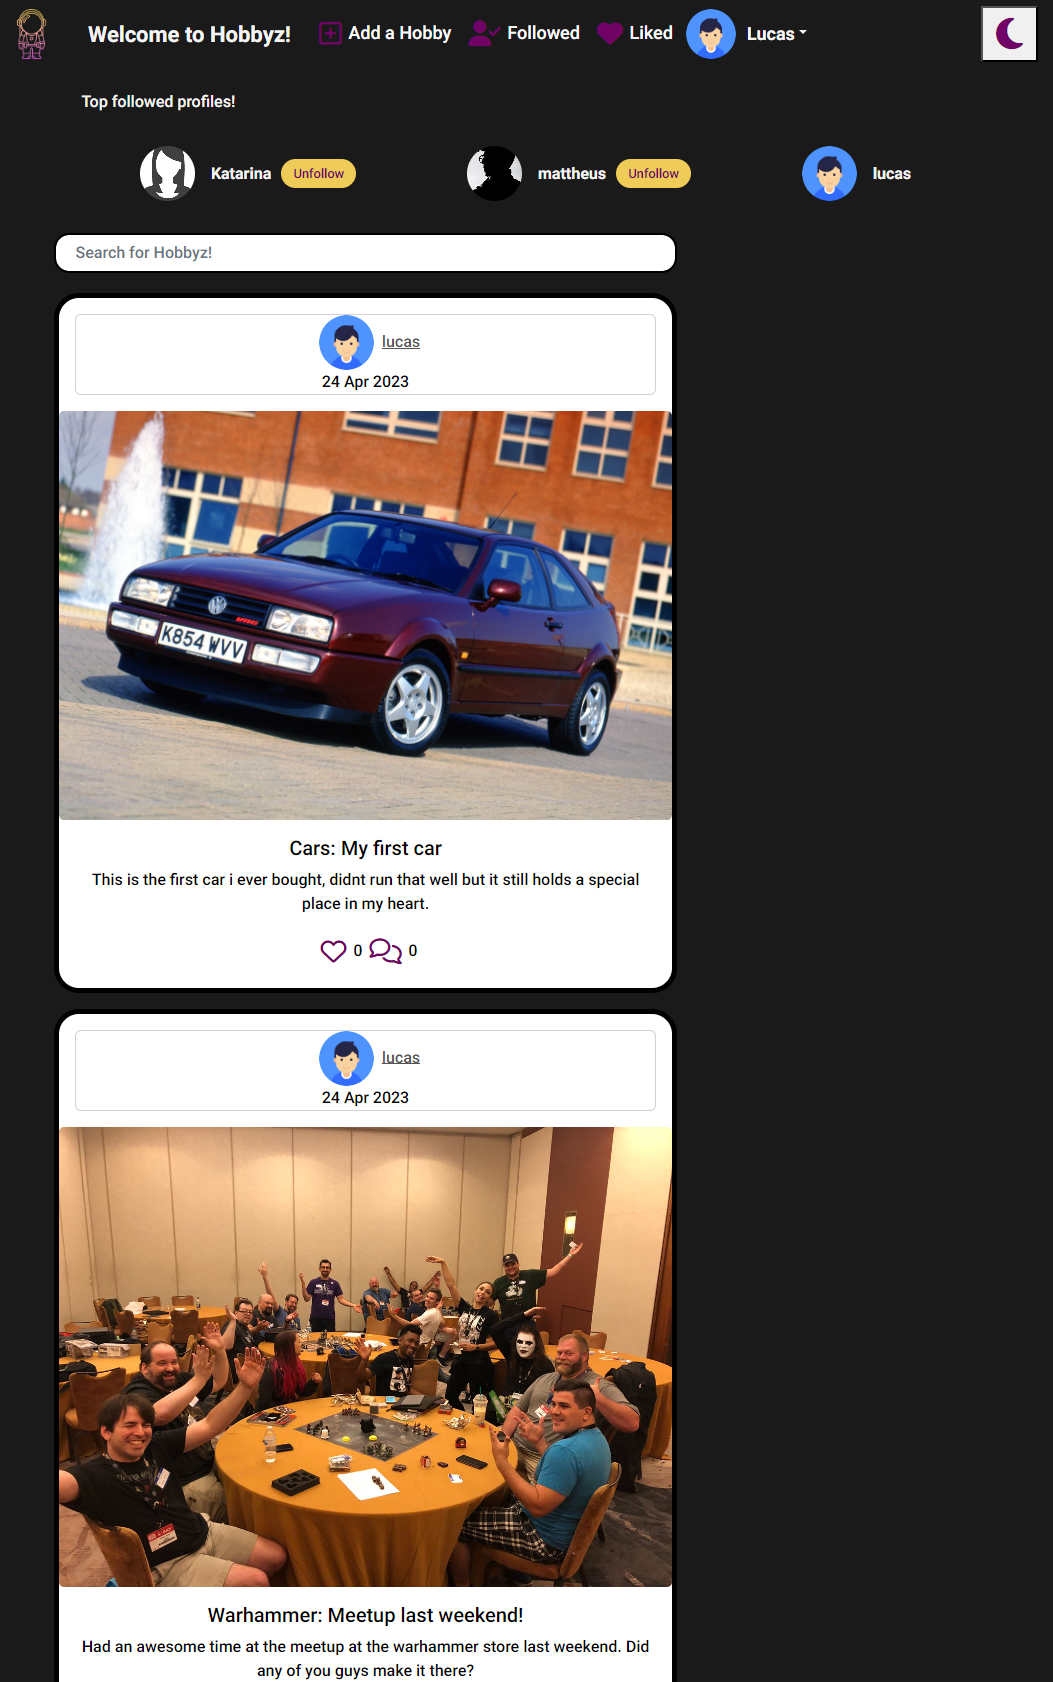 Welcome to Hobbyz!
Add a Hobby
Followed
Liked
Lucas
Top followed profiles!
Katarina
Unfollow
mattheus
Unfollow
lucas
Search for Hobbyz!
lucas
24 Apr 2023
K854 WVV
Cars: My first car
This is the first car i ever bought, didnt run that well but it still holds a special
place in my heart.
0
0
lucas
24 Apr 2023
Warhammer: Meetup last weekend!
Had an awesome time at the meetup at the warhammer store last weekend. Did
any of you guys make it there?